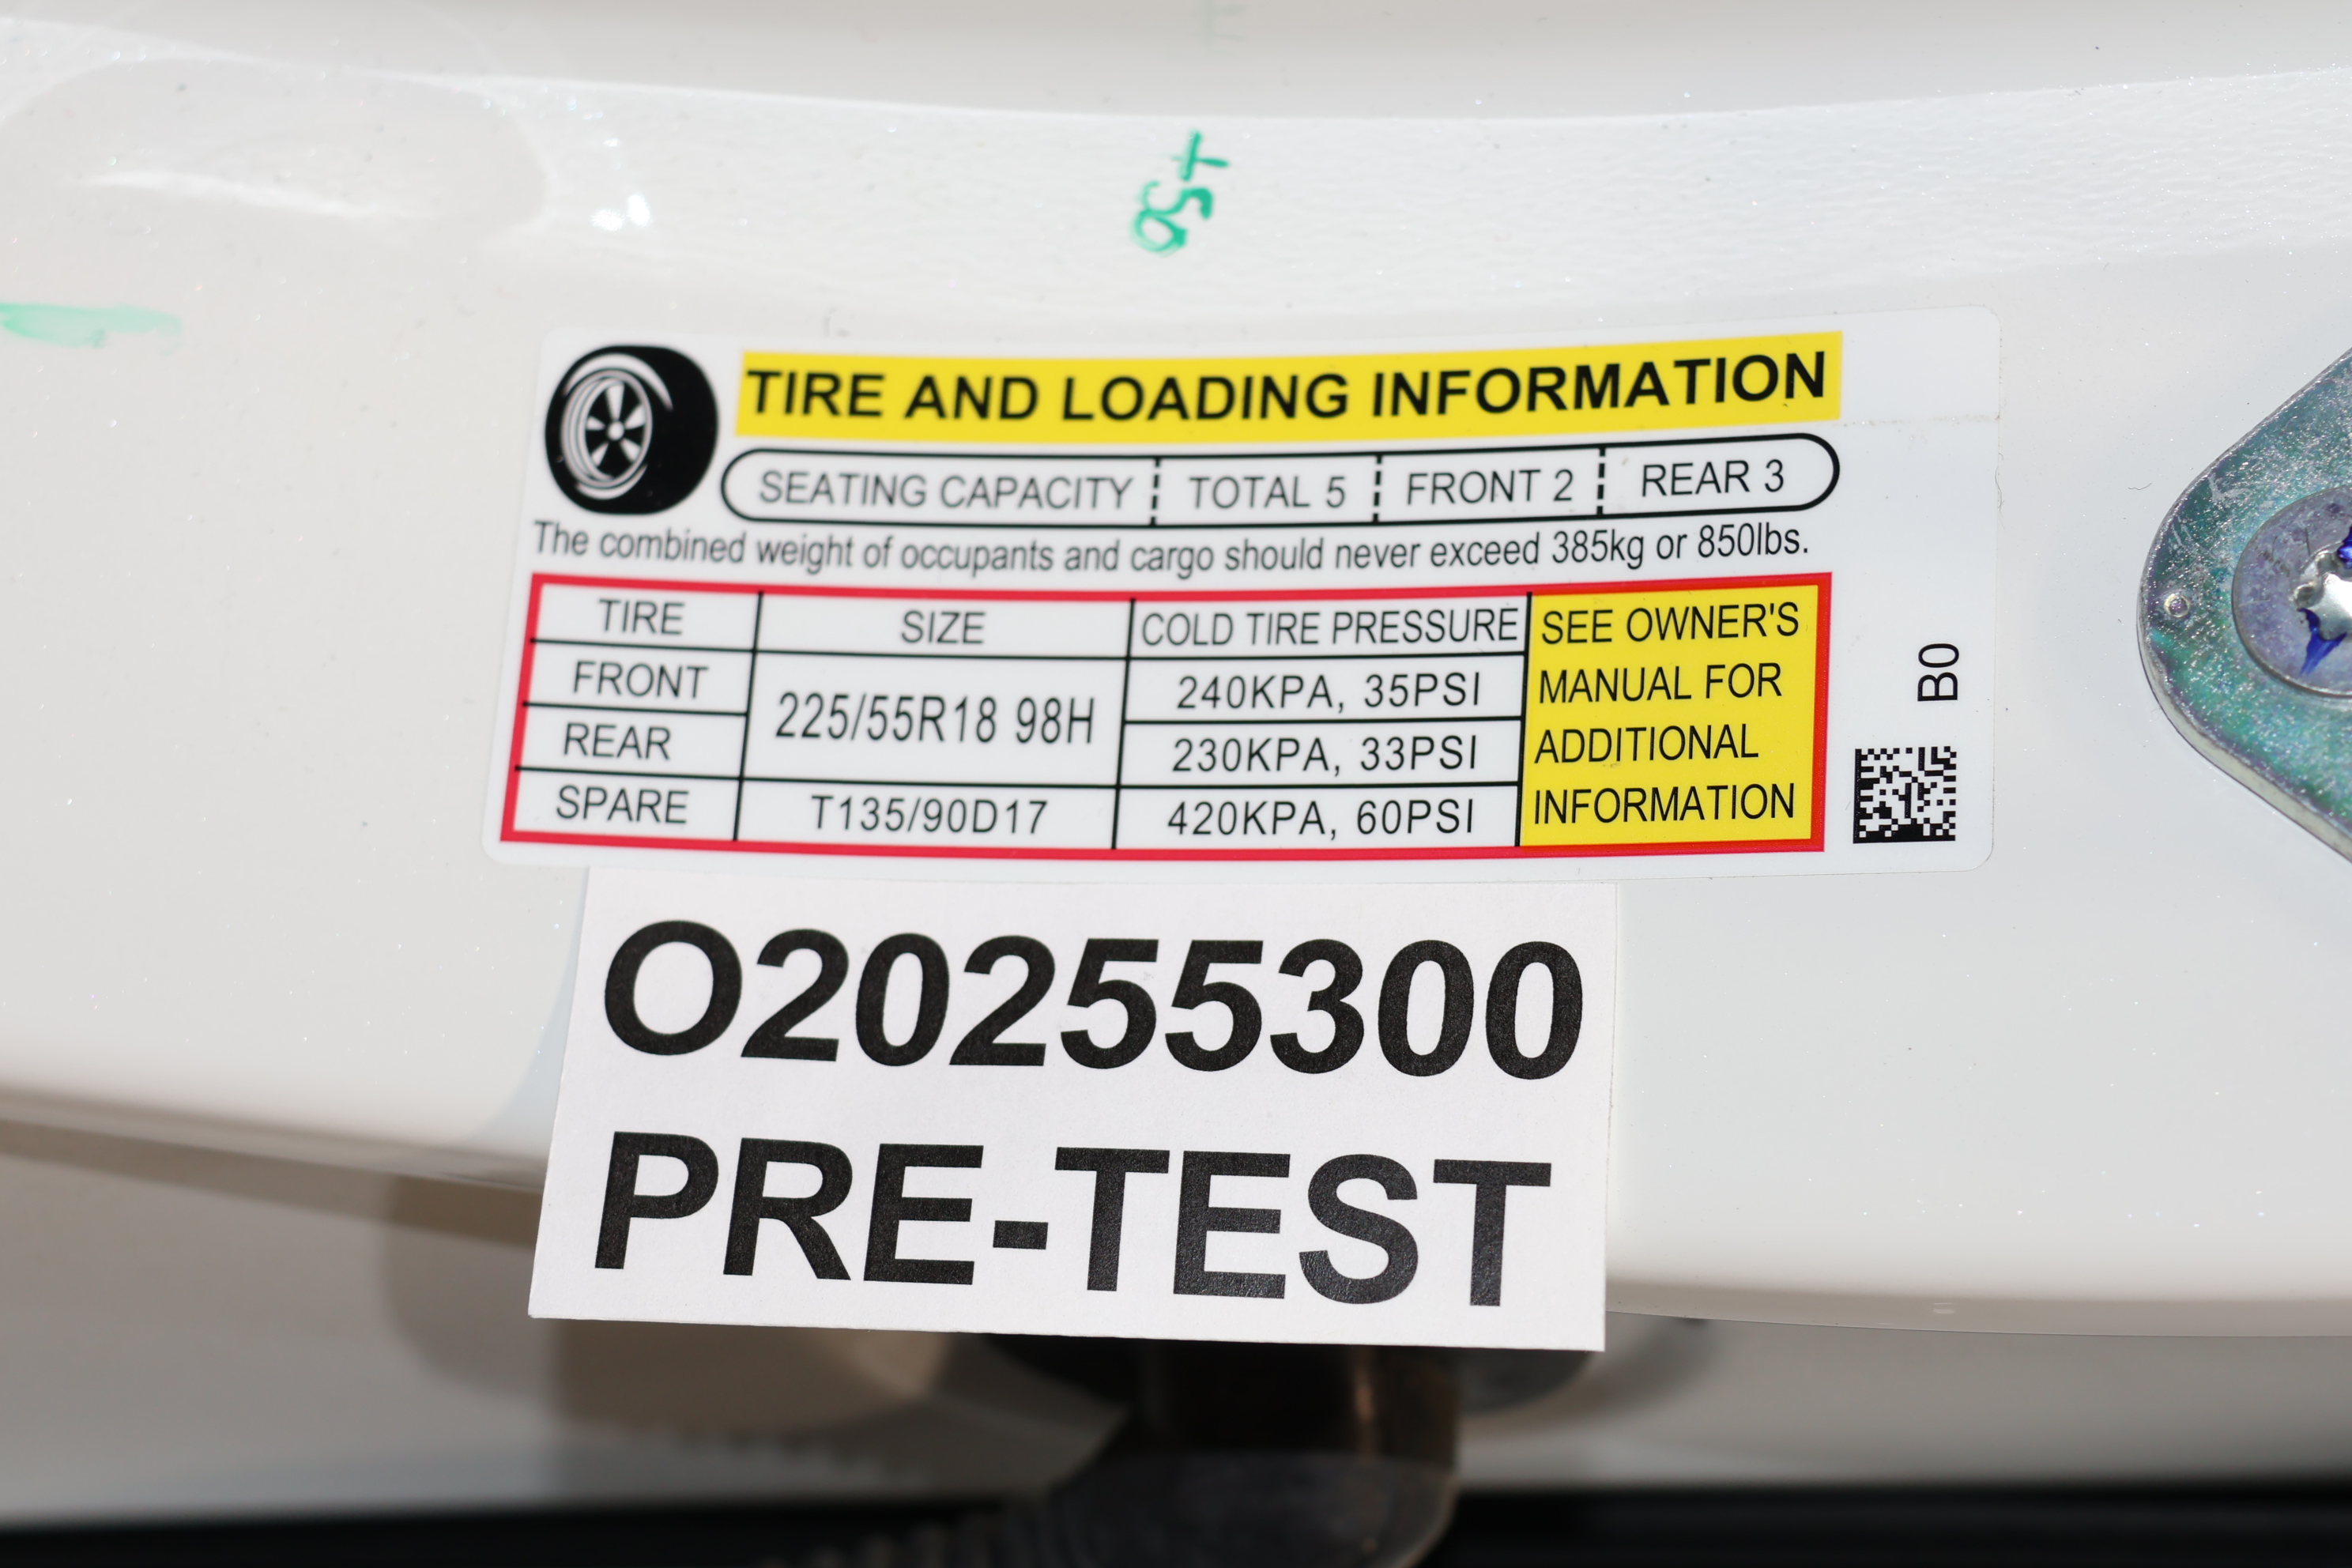 TIRE AND LOADING INFORMATION
SEATING CAPACITY TOTAL 5 FRONT 2 REAR 3
The combined weight of occupants and cargo should never exceed 385kg or 850lbs.
TIRE SIZE COLD TIRE PRESSURE
FRONT 225/55R18 98H 240KPA, 35PSI
REAR 230KPA, 33PSI
SPARE T135/90D17 420KPA, 60PSI
SEE OWNER'S
MANUAL FOR
ADDITIONAL
INFORMATION
B0
O20255300
PRE-TEST